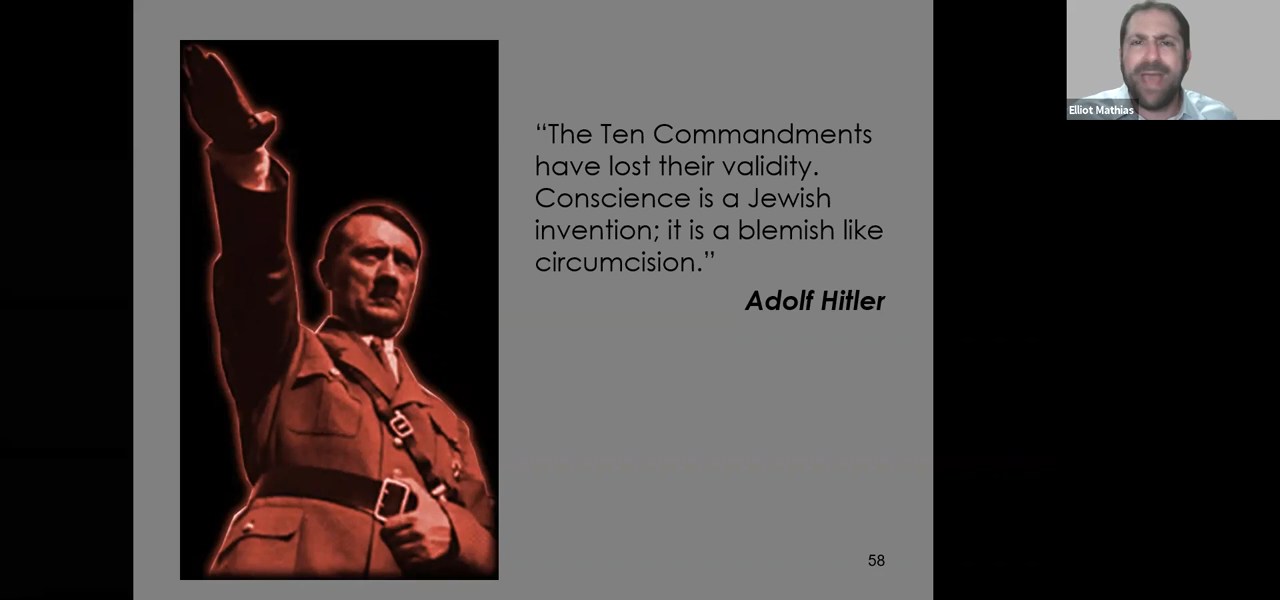 “The Ten Commandments
have lost their validity.
Conscience is a Jewish
invention; it is a blemish like
circumcision.”
Adolf Hitler
58
Elliot Mathias